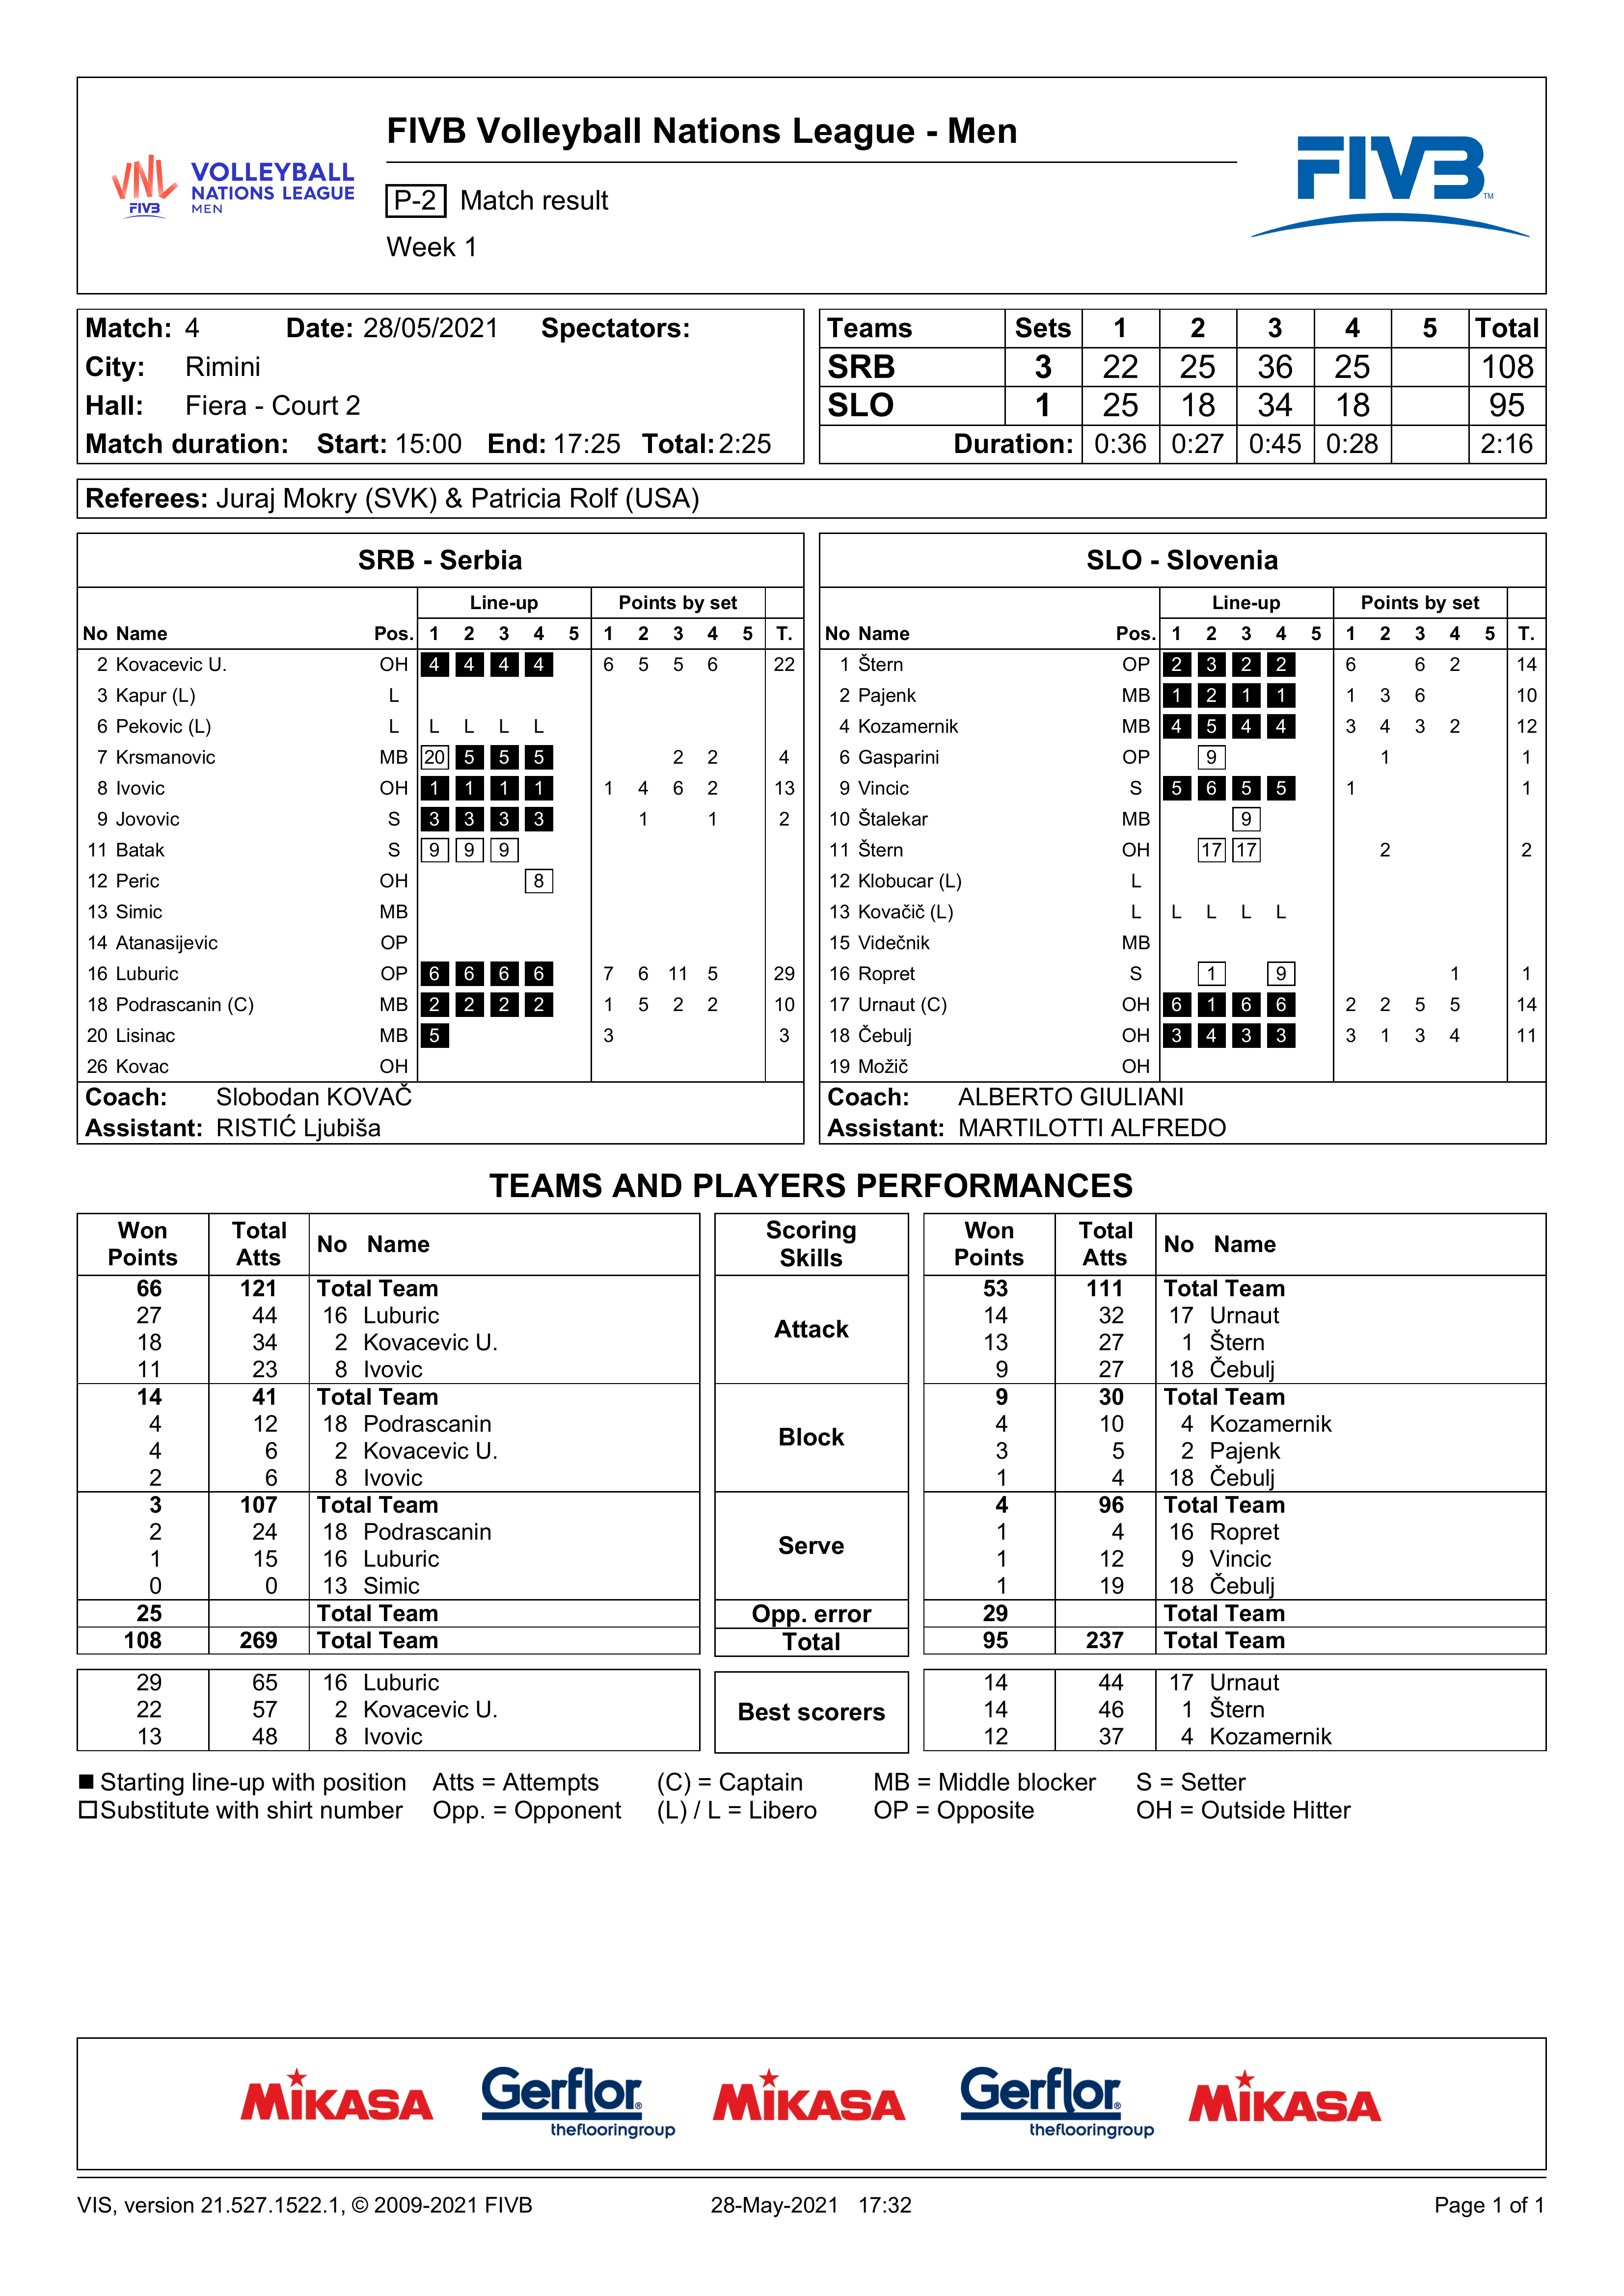 FIVB Volleyball Nations League - Men
VNL FIVB VOLLEYBALL NATIONS LEAGUE MEN
P-2 Match result
Week 1
FIVB TM
Match: 4 Date: 28/05/2021 Spectators:
City: Rimini
Hall: Fiera - Court 2
Match duration: Start: 15:00 End: 17:25 Total: 2:25
Teams Sets 1 2 3 4 5 Total
SRB 3 22 25 36 25 108
SLO 1 25 18 34 18 95
Duration: 0:36 0:27 0:45 0:28 2:16
Referees: Juraj Mokry (SVK) & Patricia Rolf (USA)
SRB - Serbia
Line-up Points by set
No Name Pos. 1 2 3 4 5 1 2 3 4 5 T.
2 Kovacevic U. OH 4 4 4 4 6 5 5 6 22
3 Kapur (L) L
6 Pekovic (L) L L L L L
7 Krsmanovic MB 20 5 5 5 2 2 4
8 Ivovic OH 1 1 1 1 1 4 6 2 13
9 Jovovic S 3 3 3 3 1 1 2
11 Batak S 9 9 9
12 Peric OH 8
13 Simic MB
14 Atanasijevic OP
16 Luburic OP 6 6 6 6 7 6 11 5 29
18 Podrascanin (C) MB 2 2 2 2 1 5 2 2 10
20 Lisinac MB 5 3 3
26 Kovac OH
Coach: Slobodan KOVAČ
Assistant: RISTIĆ Ljubiša
SLO - Slovenia
Line-up Points by set
No Name Pos. 1 2 3 4 5 1 2 3 4 5 T.
1 Štern OP 2 3 2 2 6 6 2 14
2 Pajenk MB 1 2 1 1 1 3 6 10
4 Kozamernik MB 4 5 4 4 3 4 3 2 12
6 Gasparini OP 9 1 1
9 Vincic S 5 6 5 5 1 1
10 Štalekar MB 9
11 Štern OH 17 17 2 2
12 Klobucar (L) L
13 Kovačič (L) L L L L L
15 Videčnik MB
16 Ropret S 1 9 1 1
17 Urnaut (C) OH 6 1 6 6 2 2 5 5 14
18 Čebulj OH 3 4 3 3 3 1 3 4 11
19 Možič OH
Coach: ALBERTO GIULIANI
Assistant: MARTILOTTI ALFREDO
TEAMS AND PLAYERS PERFORMANCES
Won Points Total Atts No Name Scoring Skills Won Points Total Atts No Name
66 121 Total Team Attack 53 111 Total Team
27 44 16 Luburic 14 32 17 Urnaut
18 34 2 Kovacevic U. 13 27 1 Štern
11 23 8 Ivovic 9 27 18 Čebulj
14 41 Total Team Block 9 30 Total Team
4 12 18 Podrascanin 4 10 4 Kozamernik
4 6 2 Kovacevic U. 3 5 2 Pajenk
2 6 8 Ivovic 1 4 18 Čebulj
3 107 Total Team Serve 4 96 Total Team
2 24 18 Podrascanin 1 4 16 Ropret
1 15 16 Luburic 1 12 9 Vincic
0 0 13 Simic 1 19 18 Čebulj
25 Total Team Opp. error 29 Total Team
108 269 Total Team Total 95 237 Total Team
29 65 16 Luburic Best scorers 14 44 17 Urnaut
22 57 2 Kovacevic U. 14 46 1 Štern
13 48 8 Ivovic 12 37 4 Kozamernik
Starting line-up with position Atts = Attempts (C) = Captain MB = Middle blocker S = Setter
Substitute with shirt number Opp. = Opponent (L) / L = Libero OP = Opposite OH = Outside Hitter
MIKASA Gerflor® theflooringgroup MIKASA Gerflor® theflooringgroup MIKASA
VIS, version 21.527.1522.1, © 2009-2021 FIVB 28-May-2021 17:32 Page 1 of 1